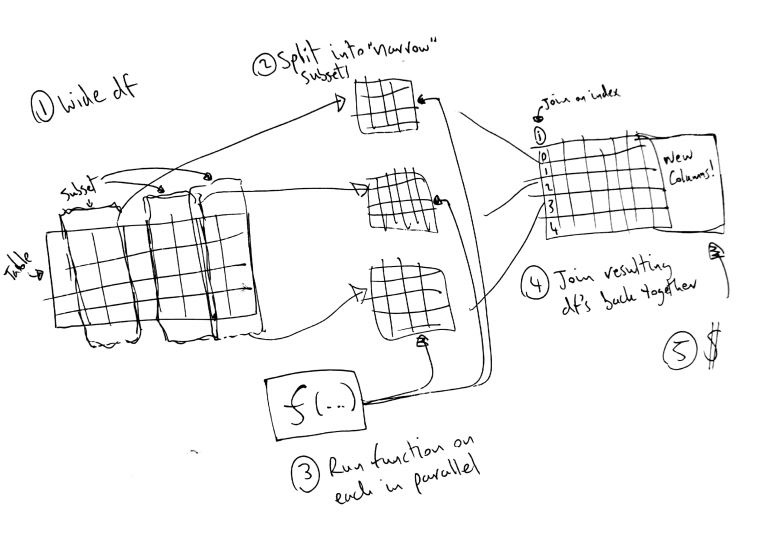 ① Wide df
② Split into "narrow"
subsets
Subset
Table
f(...)
③ Run function on
each in parallel
Join on index
i
0
1
2
3
4
New
Columns!
④ Join resulting
df's back together
⑤ $